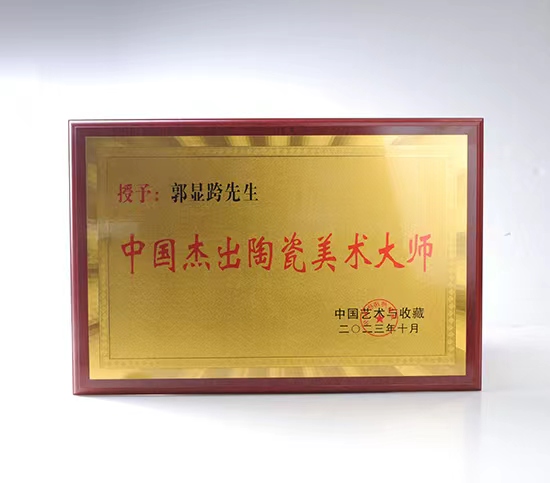 授予：郭显跨先生
中国杰出陶瓷美术大师
中国艺术与收藏
二〇二三年十月